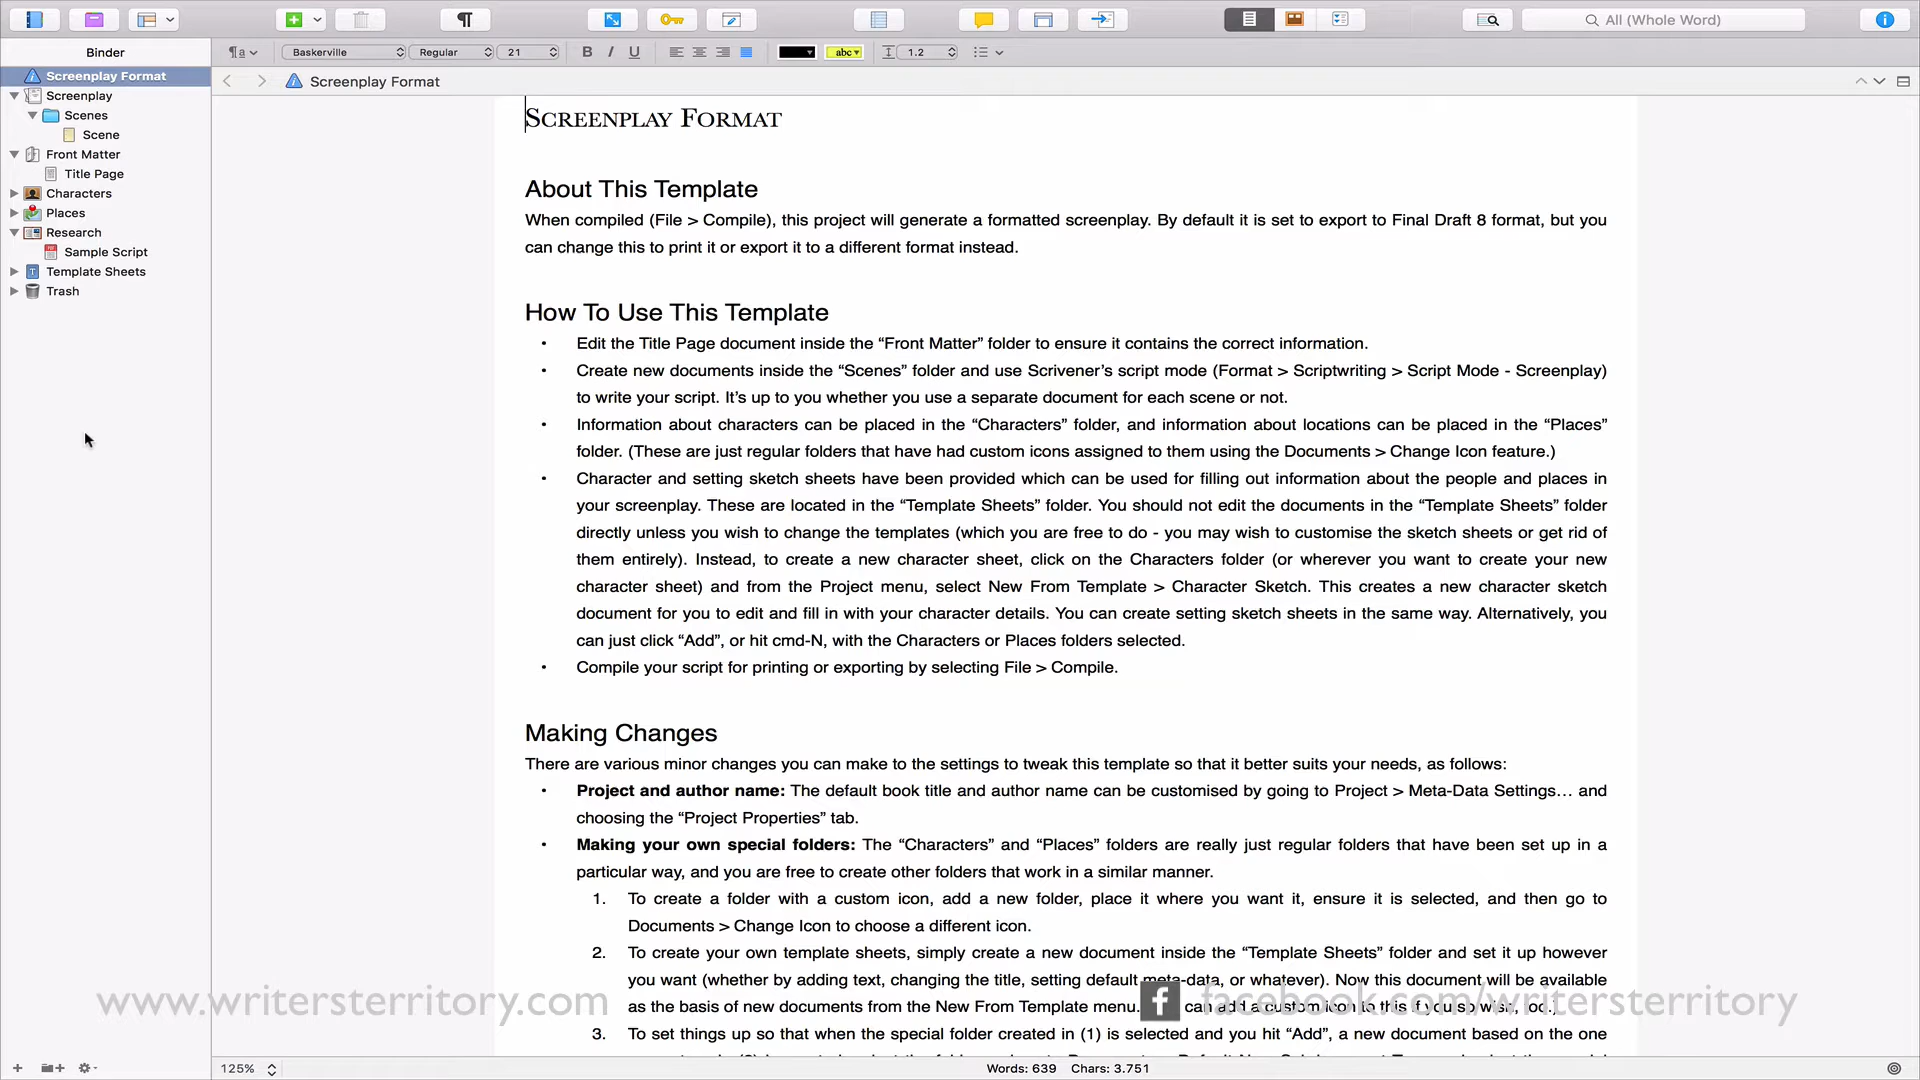 All (Whole Word)
Binder
¶a
Baskerville
Regular
21
B I U
abc
1.2
Screenplay Format
Screenplay
Scenes
Scene
Front Matter
Title Page
Characters
Places
Research
Sample Script
Template Sheets
Trash
Screenplay Format
SCREENPLAY FORMAT
About This Template
When compiled (File > Compile), this project will generate a formatted screenplay. By default it is set to export to Final Draft 8 format, but you
can change this to print it or export it to a different format instead.
How To Use This Template
• Edit the Title Page document inside the “Front Matter” folder to ensure it contains the correct information.
• Create new documents inside the “Scenes” folder and use Scrivener’s script mode (Format > Scriptwriting > Script Mode - Screenplay)
to write your script. It’s up to you whether you use a separate document for each scene or not.
• Information about characters can be placed in the “Characters” folder, and information about locations can be placed in the “Places”
folder. (These are just regular folders that have had custom icons assigned to them using the Documents > Change Icon feature.)
• Character and setting sketch sheets have been provided which can be used for filling out information about the people and places in
your screenplay. These are located in the “Template Sheets” folder. You should not edit the documents in the “Template Sheets” folder
directly unless you wish to change the templates (which you are free to do - you may wish to customise the sketch sheets or get rid of
them entirely). Instead, to create a new character sheet, click on the Characters folder (or wherever you want to create your new
character sheet) and from the Project menu, select New From Template > Character Sketch. This creates a new character sketch
document for you to edit and fill in with your character details. You can create setting sketch sheets in the same way. Alternatively, you
can just click “Add”, or hit cmd-N, with the Characters or Places folders selected.
• Compile your script for printing or exporting by selecting File > Compile.
Making Changes
There are various minor changes you can make to the settings to tweak this template so that it better suits your needs, as follows:
• Project and author name: The default book title and author name can be customised by going to Project > Meta-Data Settings… and
choosing the “Project Properties” tab.
• Making your own special folders: The “Characters” and “Places” folders are really just regular folders that have been set up in a
particular way, and you are free to create other folders that work in a similar manner.
1. To create a folder with a custom icon, add a new folder, place it where you want it, ensure it is selected, and then go to
Documents > Change Icon to choose a different icon.
2. To create your own template sheets, simply create a new document inside the “Template Sheets” folder and set it up however
you want (whether by adding text, changing the title, setting default meta-data, or whatever). Now this document will be available
as the basis of new documents from the New From Template menu. can add a custom icon to this if you so wish, too.)
www.writersterritory.com
facebook.com/writersterritory
3. To set things up so that when the special folder created in (1) is selected and you hit “Add”, a new document based on the one
125%
Words: 639 Chars: 3.751